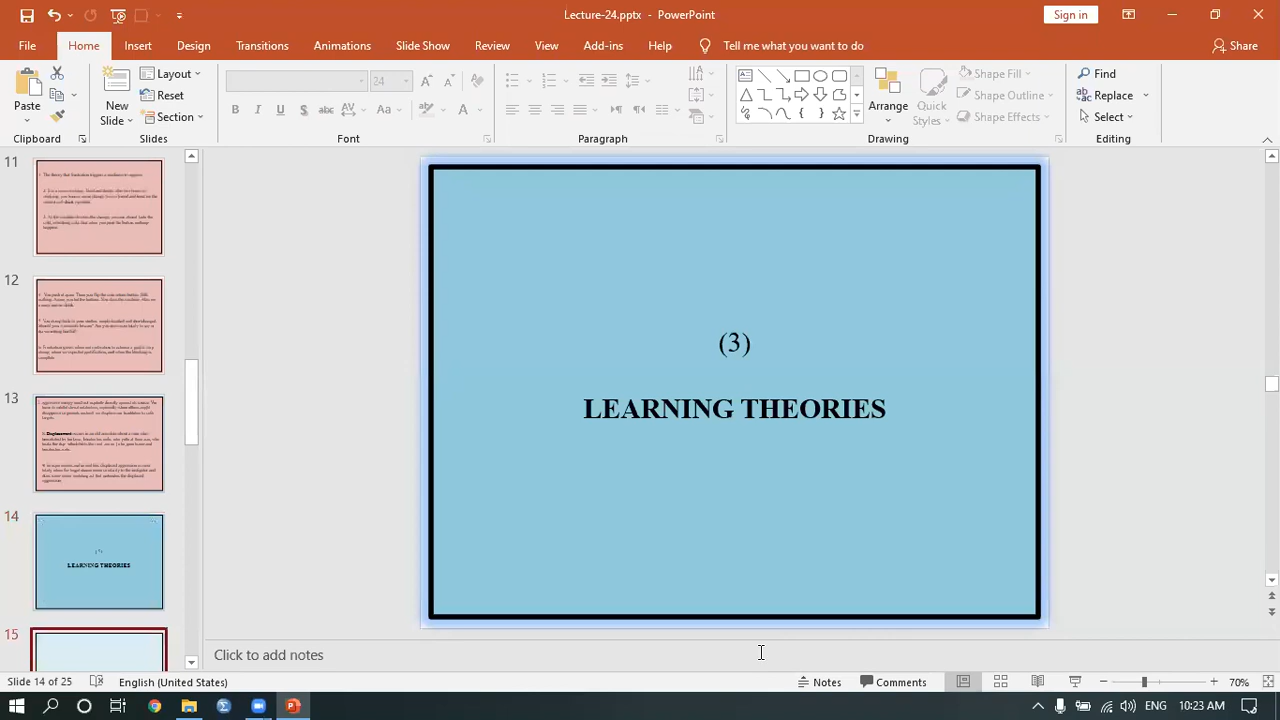 Lecture-24.pptx - PowerPoint
Sign in
File Home Insert Design Transitions Animations Slide Show Review View Add-ins Help Tell me what you want to do Share
Paste
New
Slide
Layout
Reset
Section
24
B I U S abc AV Aa A
Arrange
Quick
Styles
Shape Fill
Shape Outline
Shape Effects
Find
Replace
Select
Clipboard Slides Font Paragraph Drawing Editing
11
12
13
14
LEARNING THEORIES
15
(3)
LEARNING THEORIES
Click to add notes
Slide 14 of 25 English (United States) Notes Comments 70%
ENG 10:23 AM